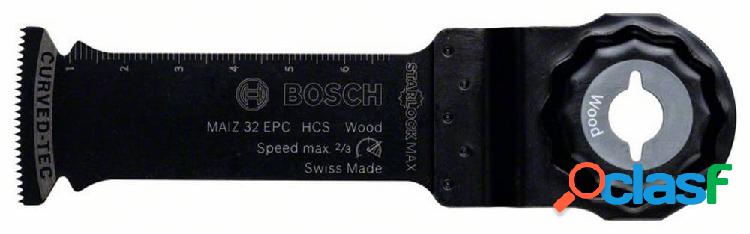 CURVED-TEC
1 2 3 4 5 6
BOSCH
MAIZ 32 EPC HCS Wood
Speed max. 2/3
Swiss Made
STARLOCK MAX
Wood
clasf